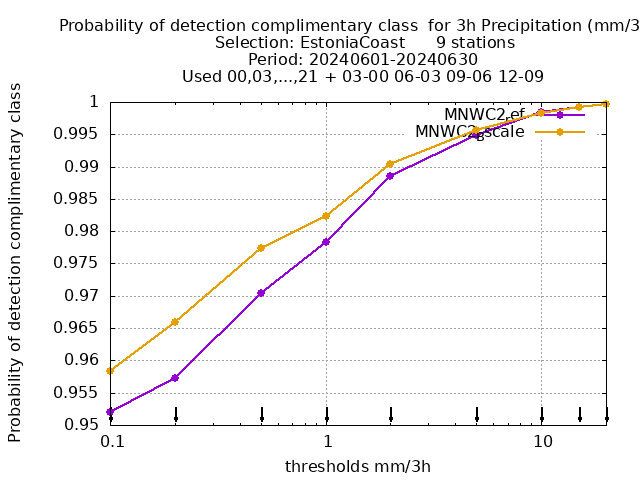 Probability of detection complimentary class for 3h Precipitation (mm/3
Selection: EstoniaCoast 9 stations
Period: 20240601-20240630
Used 00,03,...,21 + 03-00 06-03 09-06 12-09
Probability of detection complimentary class
1
0.995
0.99
0.985
0.98
0.975
0.97
0.965
0.96
0.955
0.95
0.1
1
10
thresholds mm/3h